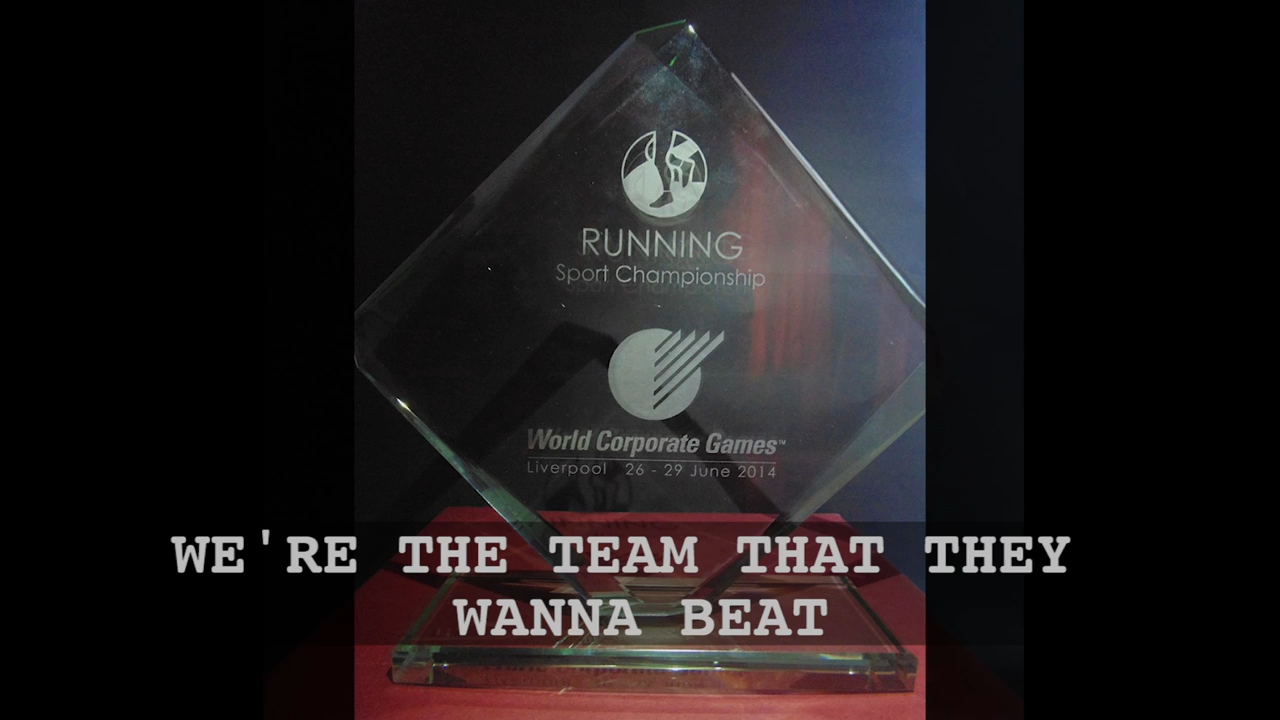 RUNNING
Sport Championship
World Corporate Games™
Liverpool 26 - 29 June 2014
WE'RE THE TEAM THAT THEY
WANNA BEAT